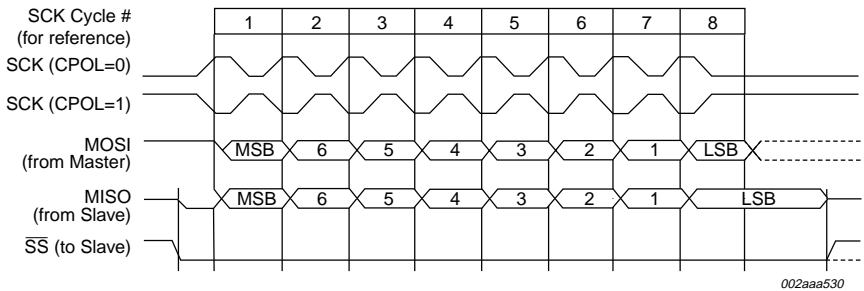 SCK Cycle # 1 2 3 4 5 6 7 8
(for reference)
SCK (CPOL=0)
SCK (CPOL=1)
MOSI MSB 6 5 4 3 2 1 LSB
(from Master)
MISO MSB 6 5 4 3 2 1 LSB
(from Slave)
SS (to Slave)
002aaa530